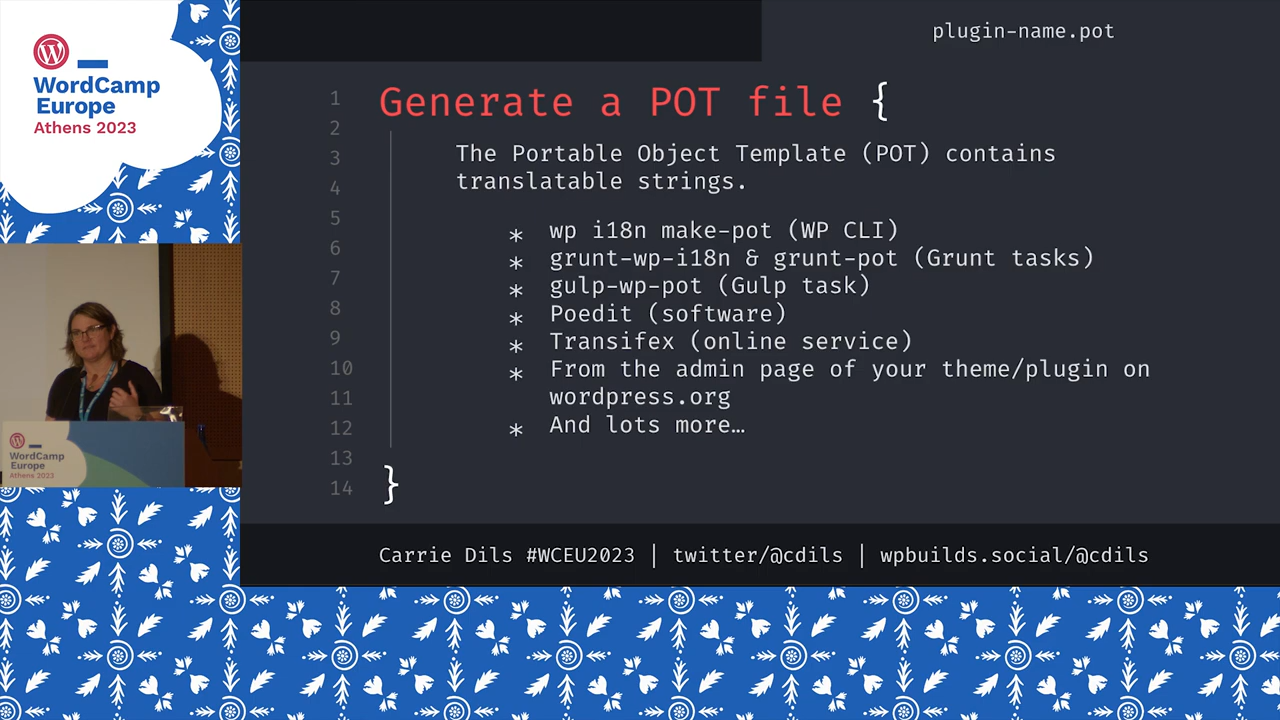 WordCamp
Europe
Athens 2023
plugin-name.pot
1
2
3
4
5
6
7
8
9
10
11
12
13
14
Generate a POT file {
The Portable Object Template (POT) contains
translatable strings.
* wp i18n make-pot (WP CLI)
* grunt-wp-i18n & grunt-pot (Grunt tasks)
* gulp-wp-pot (Gulp task)
* Poedit (software)
* Transifex (online service)
* From the admin page of your theme/plugin on
wordpress.org
* And lots more…
}
WordCamp
Europe
Athens 2023
Carrie Dils #WCEU2023 | twitter/@cdils | wpbuilds.social/@cdils